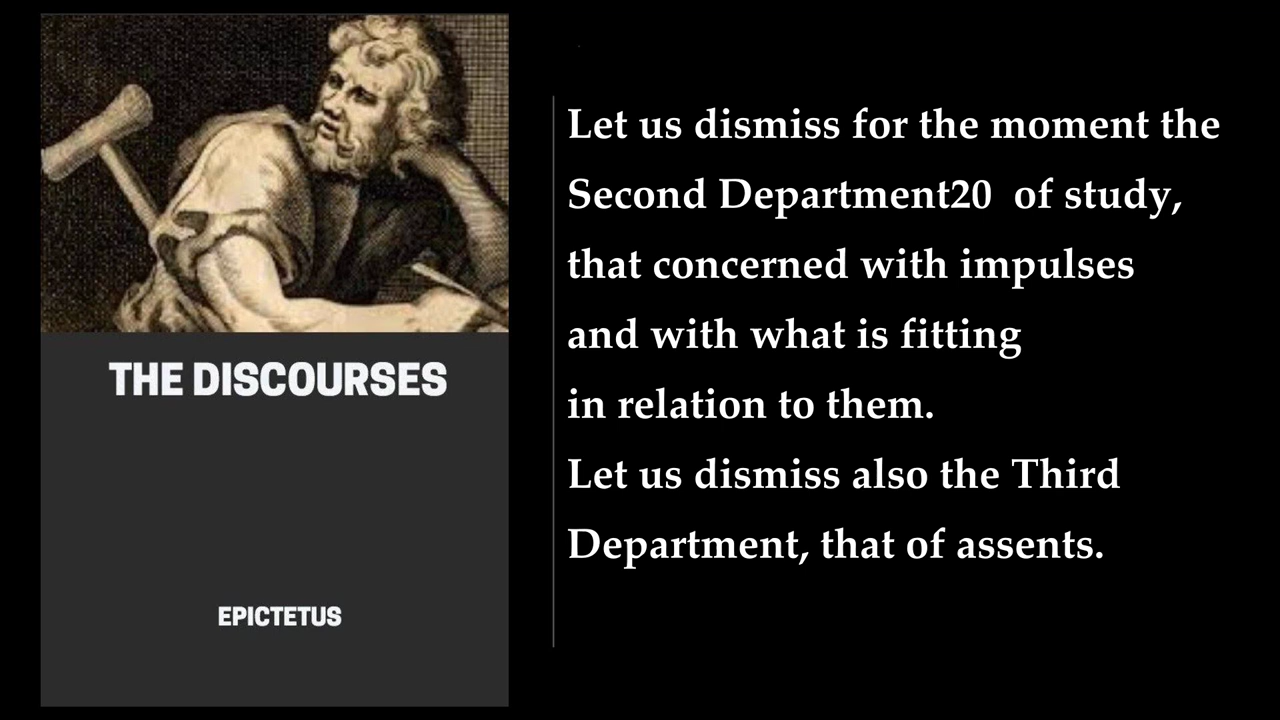 THE DISCOURSES
EPICTETUS
Let us dismiss for the moment the
Second Department20 of study,
that concerned with impulses
and with what is fitting
in relation to them.
Let us dismiss also the Third
Department, that of assents.